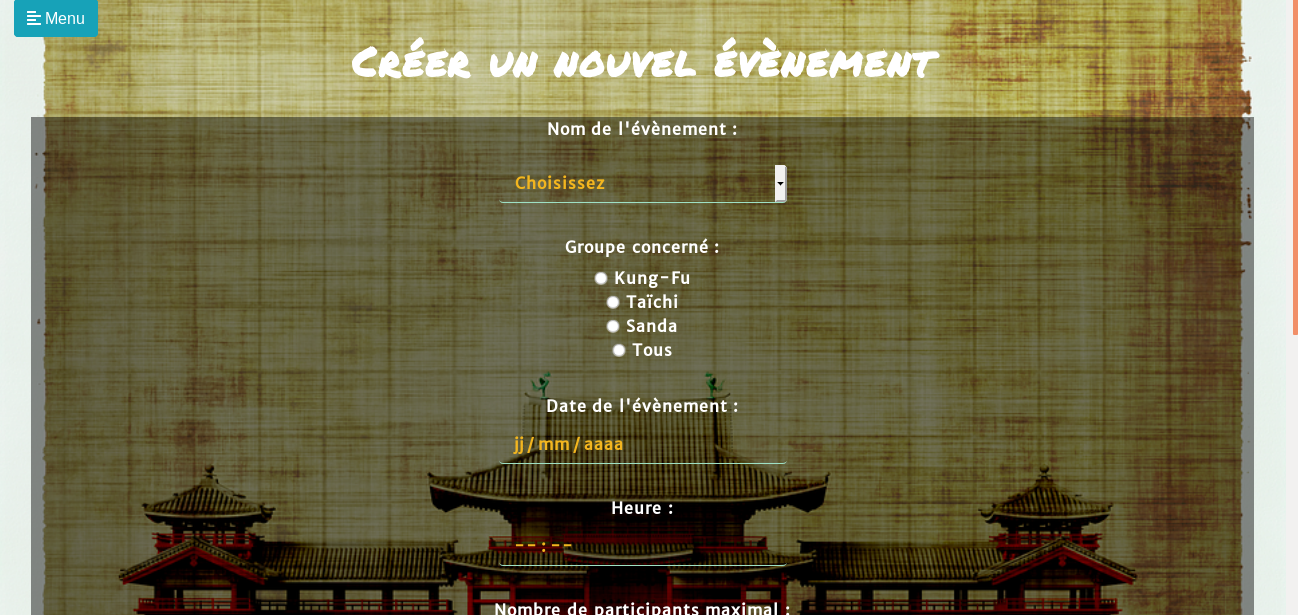 Menu
Créer un nouvel évènement
Nom de l'évènement :
Choisissez
Groupe concerné :
Kung-Fu
Taïchi
Sanda
Tous
Date de l'évènement :
jj / mm / aaaa
Heure :
-- : --
Nombre de participants maximal :